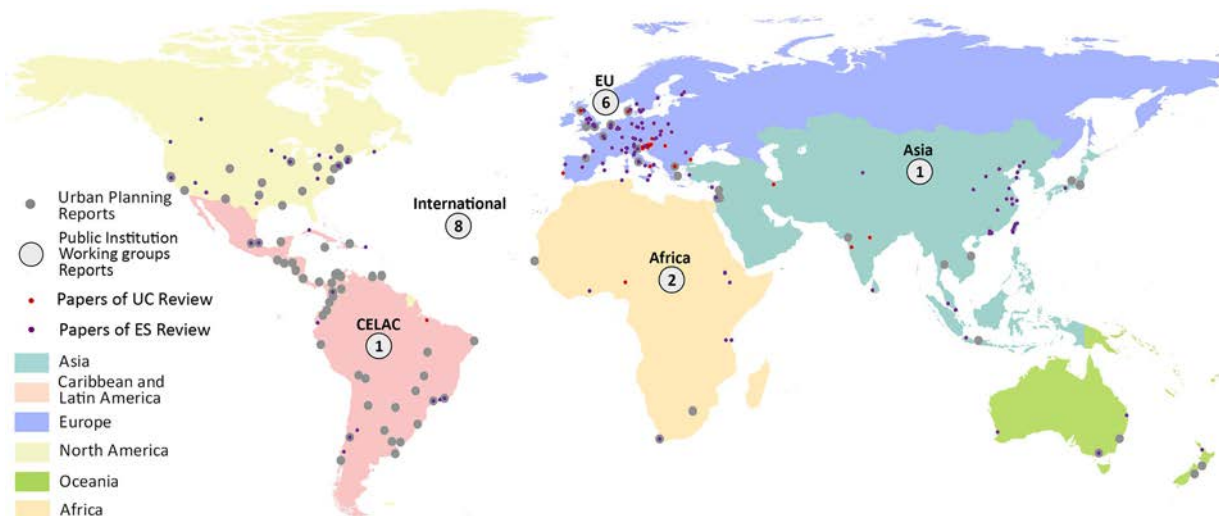 EU
6
Asia
1
International
8
Africa
2
CELAC
1
Urban Planning
Reports
Public Institution
Working groups
Reports
Papers of UC Review
Papers of ES Review
Asia
Caribbean and
Latin America
Europe
North America
Oceania
Africa